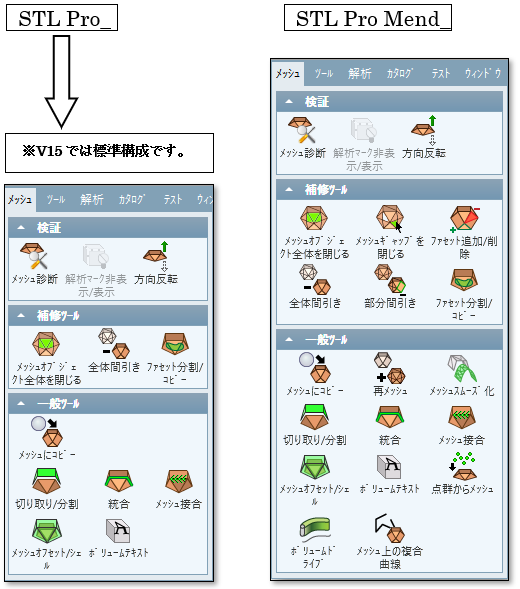 STL Pro_
※V15では標準構成です。
ﾒｯｼｭ ﾂｰﾙ 解析 ｶﾀﾛｸﾞ ﾃｽﾄ ｳｨﾝ
検証
ﾒｯｼｭ診断
解析ﾏｰｸ非表
示/表示
方向反転
補修ﾂｰﾙ
ﾒｯｼｭｵﾌﾞｼﾞｪ
ｸﾄ全体を閉じる
全体間引き
ﾌｧｾｯﾄ分割/
ｺﾋﾟｰ
一般ﾂｰﾙ
ﾒｯｼｭにｺﾋﾟｰ
切り取り/分割
統合
ﾒｯｼｭ接合
ﾒｯｼｭｵﾌｾｯﾄ/ｼｪ
ﾙ
ﾎﾞﾘｭｰﾑﾃｷｽﾄ
STL Pro Mend_
ﾒｯｼｭ ﾂｰﾙ 解析 ｶﾀﾛｸﾞ ﾃｽﾄ ｳｨﾝﾄﾞｳ
検証
ﾒｯｼｭ診断
解析ﾏｰｸ非表
示/表示
方向反転
補修ﾂｰﾙ
ﾒｯｼｭｵﾌﾞｼﾞｪ
ｸﾄ全体を閉じる
ﾒｯｼｭｷﾞｬｯﾌﾟを
閉じる
ﾌｧｾｯﾄ追加/削
除
全体間引き
部分間引き
ﾌｧｾｯﾄ分割/
ｺﾋﾟｰ
一般ﾂｰﾙ
ﾒｯｼｭにｺﾋﾟｰ
再ﾒｯｼｭ
ﾒｯｼｭｽﾑｰｽﾞ化
切り取り/分割
統合
ﾒｯｼｭ接合
ﾒｯｼｭｵﾌｾｯﾄ/ｼｪ
ﾙ
ﾎﾞﾘｭｰﾑﾃｷｽﾄ
点群からﾒｯｼｭ
ﾎﾞﾘｭｰﾑﾄﾞ
ﾗｲﾌﾞ
ﾒｯｼｭ上の複合
曲線